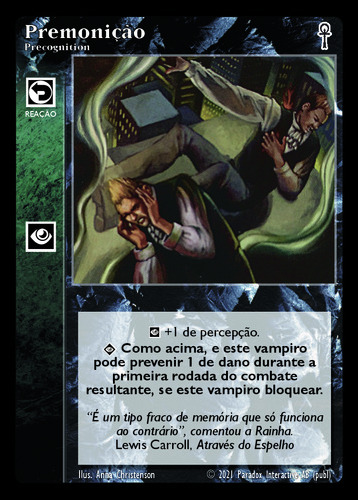 Premonição
Precognition
REAÇÃO
+1 de percepção.
Como acima, e este vampiro
pode prevenir 1 de dano durante a
primeira rodada do combate
resultante, se este vampiro bloquear.
“É um tipo fraco de memória que só funciona
ao contrário”, comentou a Rainha.
Lewis Carroll, Através do Espelho
Ilus. Anna Christenson
© 2021 Paradox Interactive AB (publ)